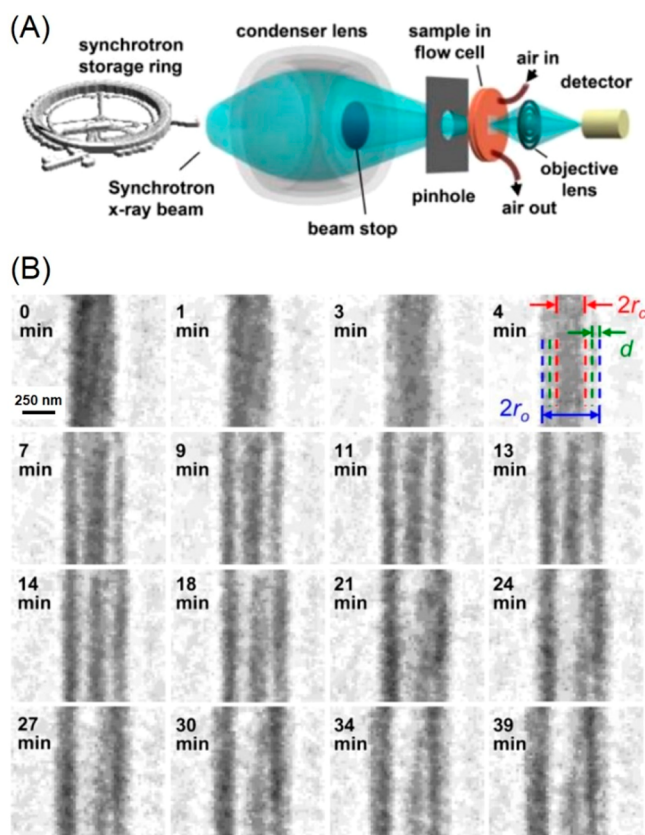 (A)
synchrotron
storage ring
condenser lens
sample in
flow cell
air in
detector
Synchrotron
x-ray beam
beam stop
pinhole
air out
objective
lens
(B)
0
min
1
min
3
min
4
min
2r
d
2rₒ
250 nm
7
min
9
min
11
min
13
min
14
min
18
min
21
min
24
min
27
min
30
min
34
min
39
min